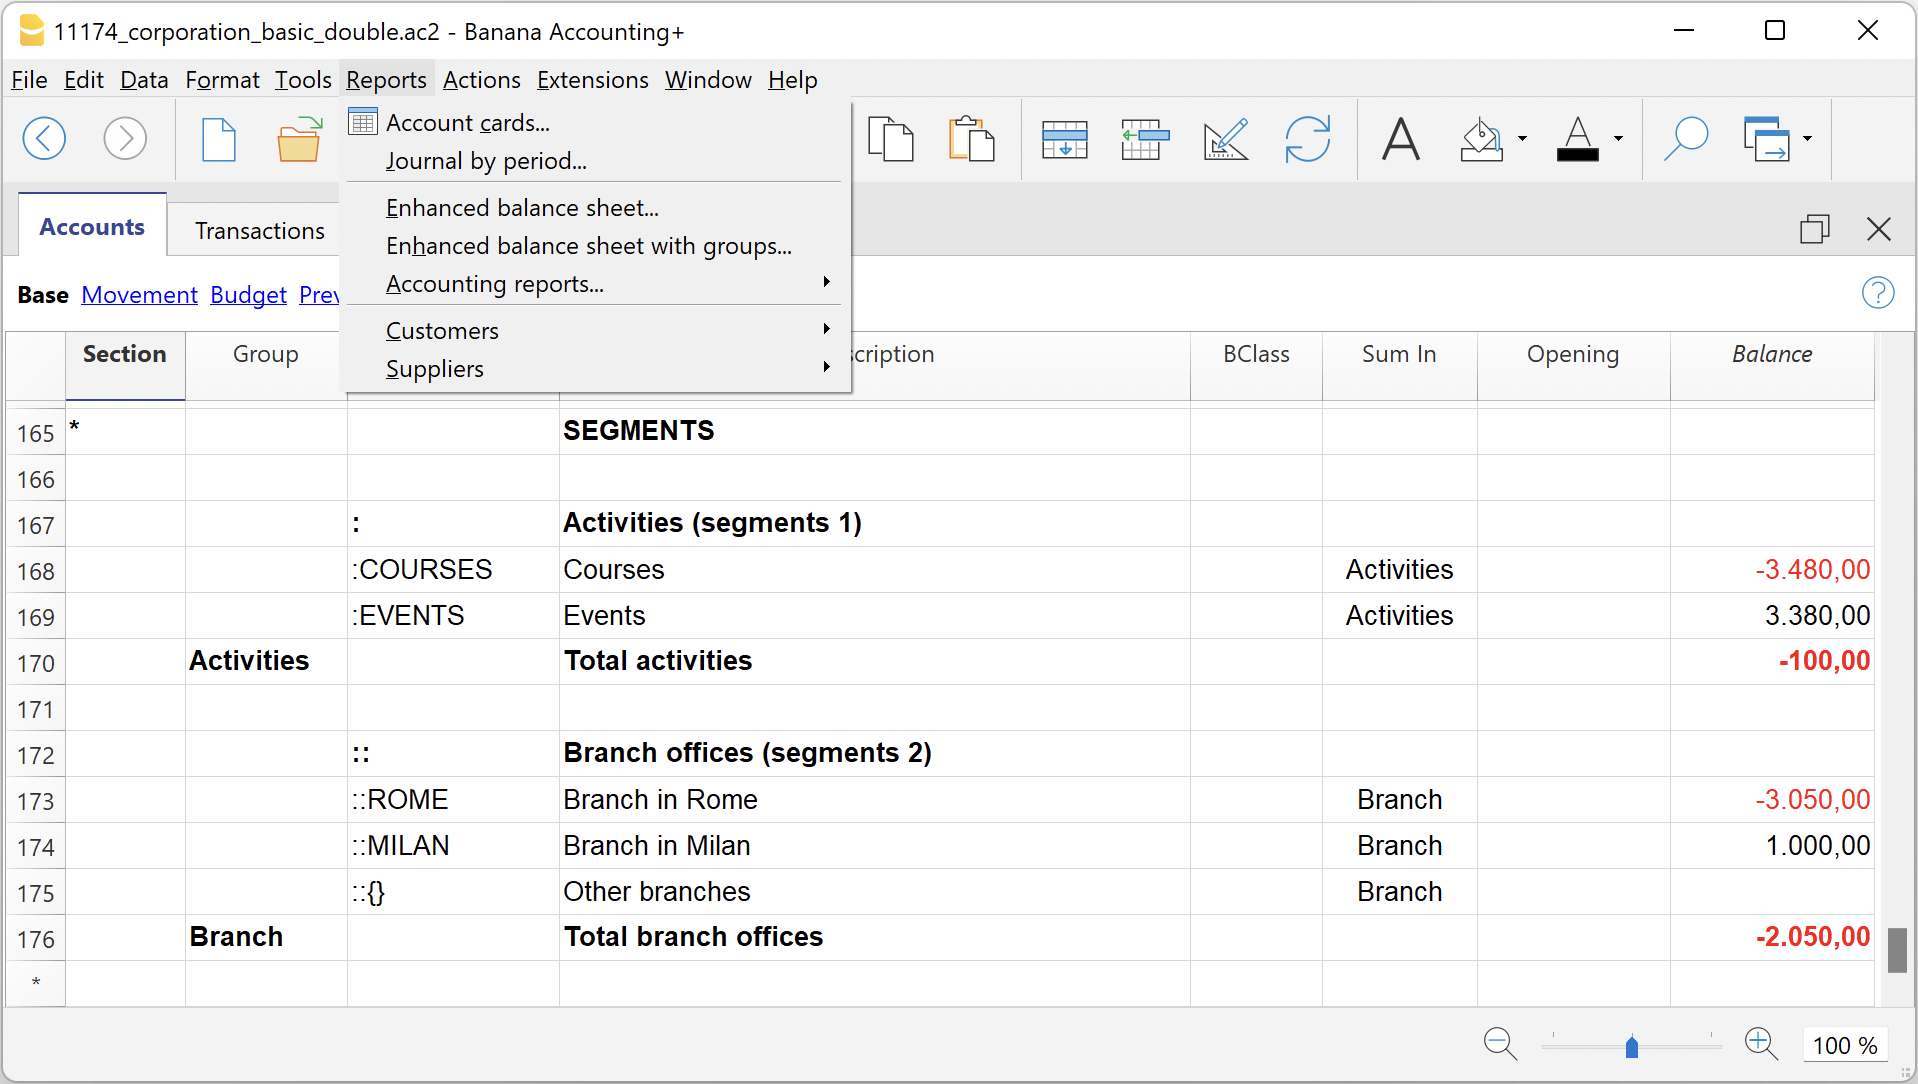 11174_corporation_basic_double.ac2 - Banana Accounting+
File Edit Data Format Tools Reports Actions Extensions Window Help
Account cards...
Journal by period...
Enhanced balance sheet...
Enhanced balance sheet with groups...
Accounting reports...
Customers
Suppliers
Accounts Transactions
Base Movement Budget Prev
Section Group scription BClass Sum In Opening Balance
165 * SEGMENTS
166
167 : Activities (segments 1)
168 :COURSES Courses Activities -3.480,00
169 :EVENTS Events Activities 3.380,00
170 Activities Total activities -100,00
171
172 :: Branch offices (segments 2)
173 ::ROME Branch in Rome Branch -3.050,00
174 ::MILAN Branch in Milan Branch 1.000,00
175 ::{} Other branches Branch
176 Branch Total branch offices -2.050,00
*
100 %